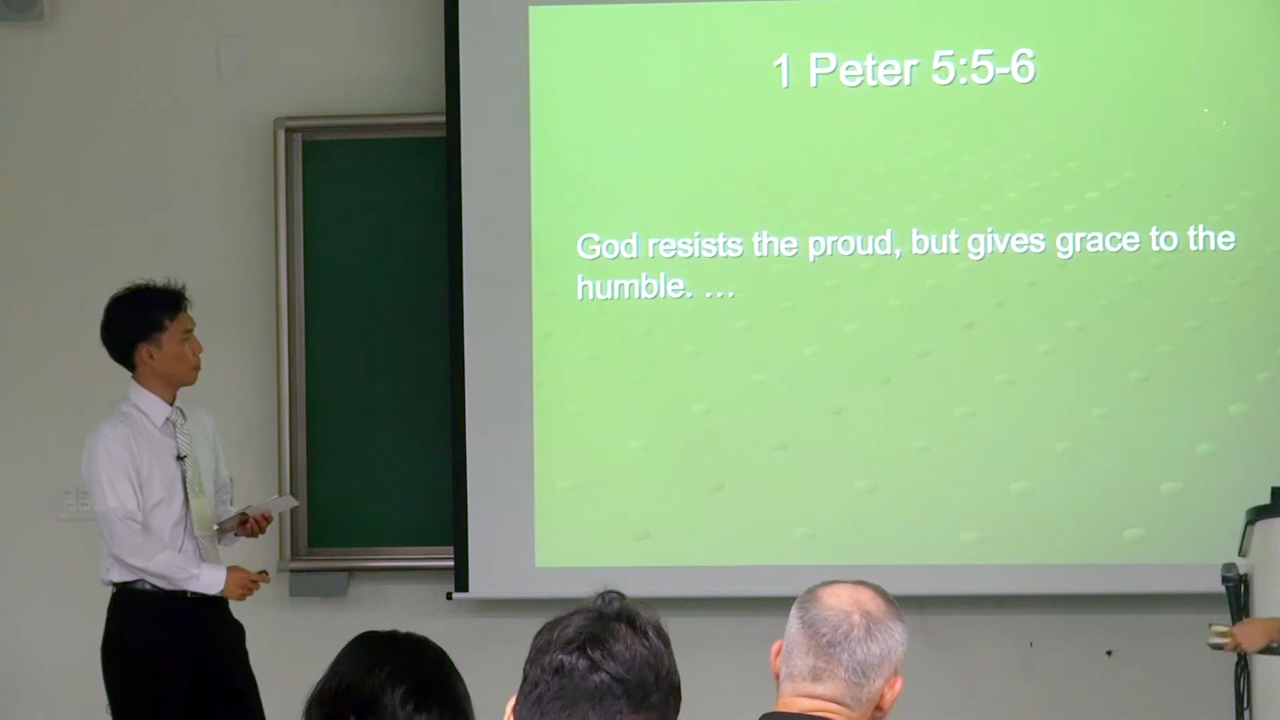 1 Peter 5:5-6
God resists the proud, but gives grace to the
humble. ...